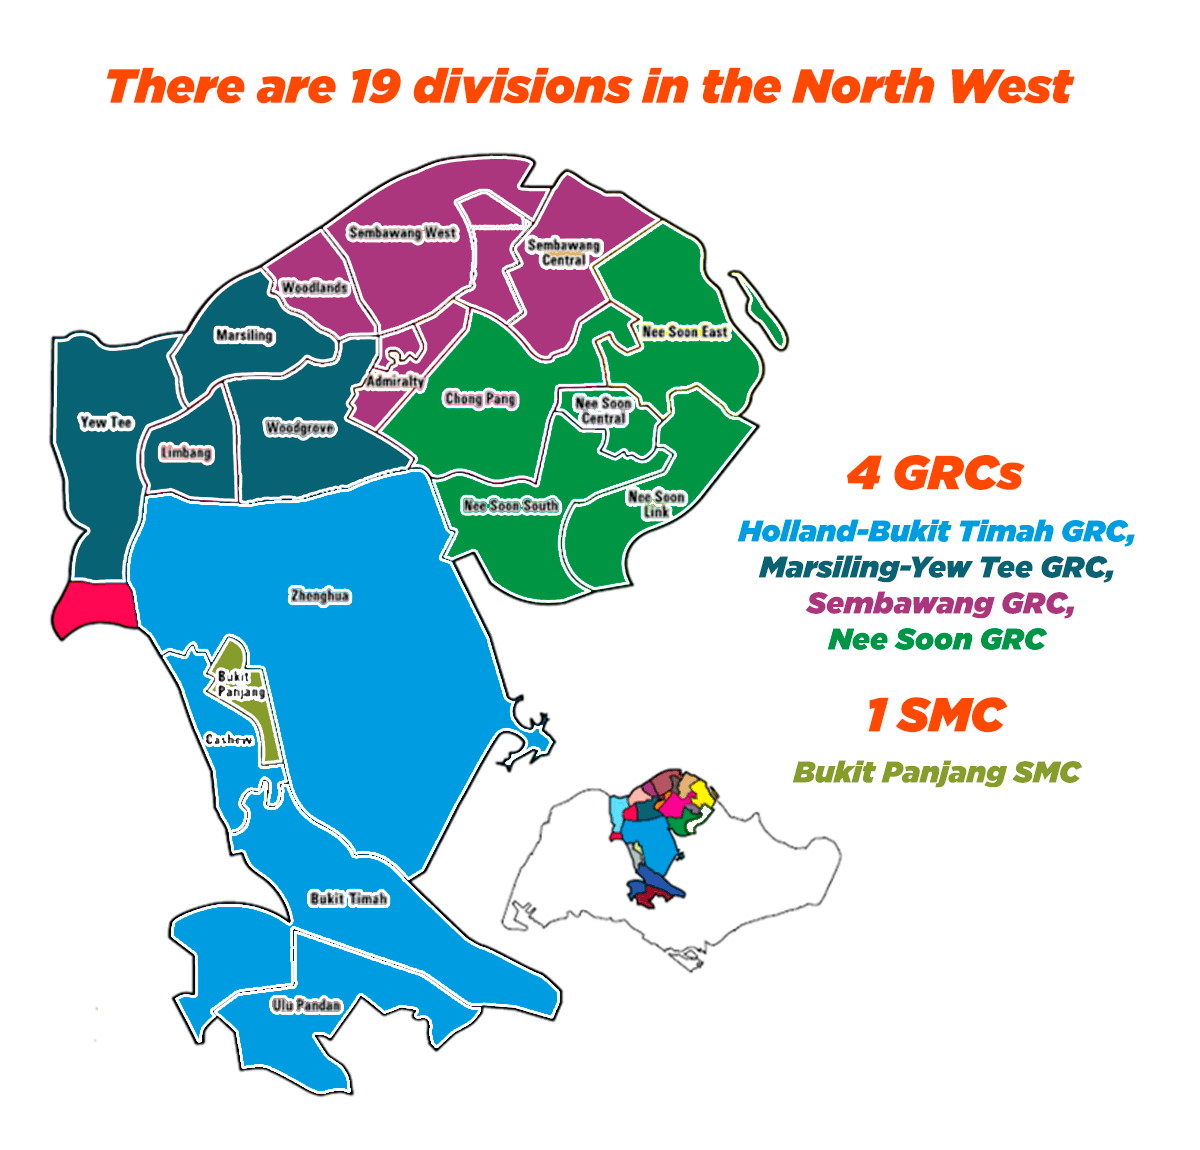 There are 19 divisions in the North West
Sembawang West
Sembawang
Central
Woodlands
Marsiling
Nee Soon East
Admiralty
Chong Pang
Nee Soon
Central
Yew Tee
Woodgrove
Limbang
Nee Soon South
Nee Soon
Link
Zhenghua
Bukit
Panjang
Cashew
Bukit Timah
Ulu Pandan
4 GRCs
Holland-Bukit Timah GRC,
Marsiling-Yew Tee GRC,
Sembawang GRC,
Nee Soon GRC
1 SMC
Bukit Panjang SMC